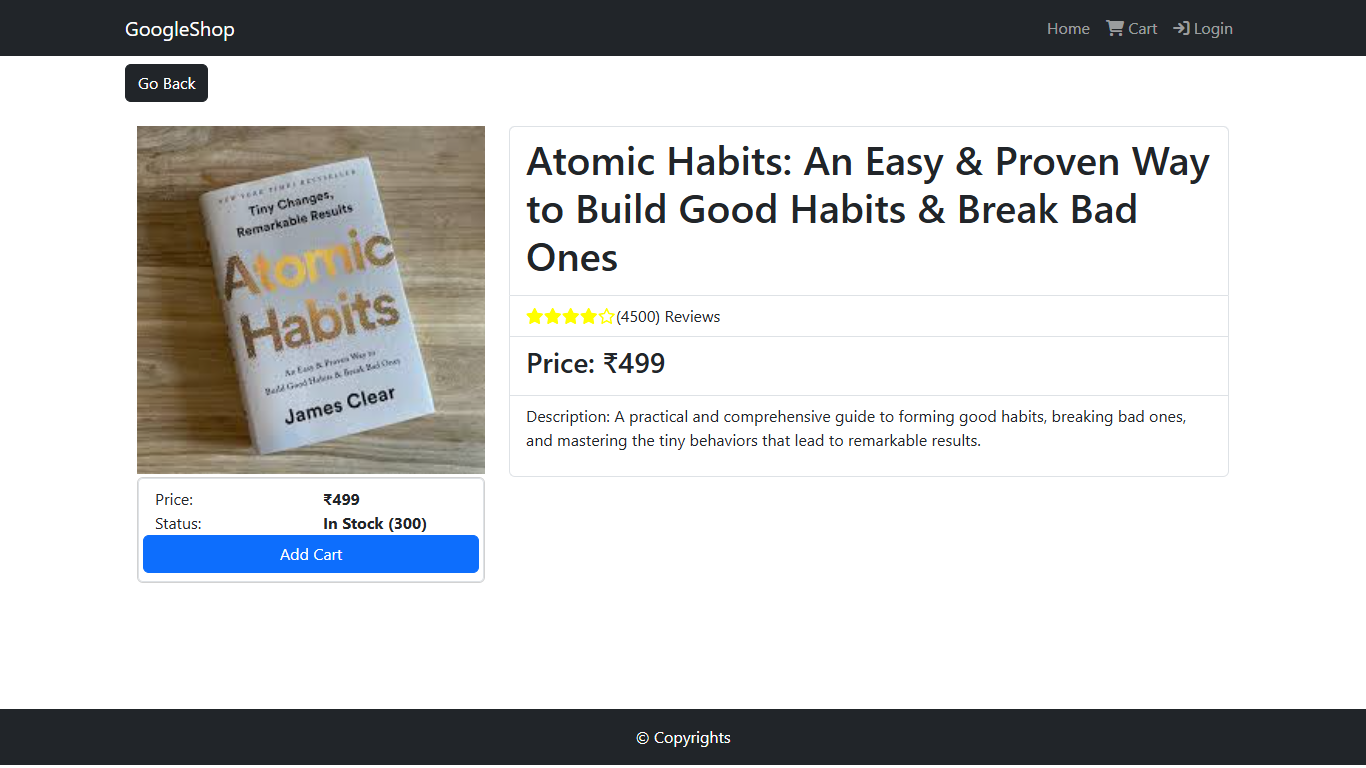 GoogleShop
Home
Cart
Login
Go Back
NEW YORK TIMES BESTSELLER
Tiny Changes,
Remarkable Results
Atomic
Habits
An Easy & Proven Way to
Build Good Habits & Break Bad Ones
James Clear
Price: ₹499
Status: In Stock (300)
Add Cart
Atomic Habits: An Easy & Proven Way
to Build Good Habits & Break Bad
Ones
(4500) Reviews
Price: ₹499
Description: A practical and comprehensive guide to forming good habits, breaking bad ones,
and mastering the tiny behaviors that lead to remarkable results.
© Copyrights